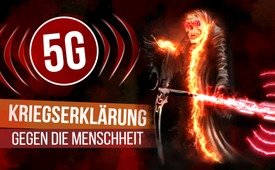 5G
KRIEGSERKLÄRUNG
GEGEN DIE MENSCHHEIT